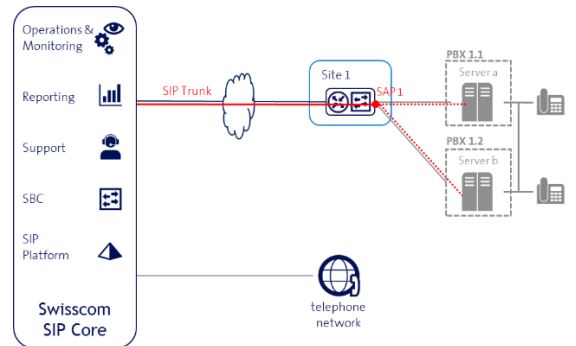 Operations &
Monitoring
Reporting
Support
SBC
SIP
Platform
Swisscom
SIP Core
SIP Trunk
Site 1
SAP 1
PBX 1.1
Server a
PBX 1.2
Server b
telephone
network